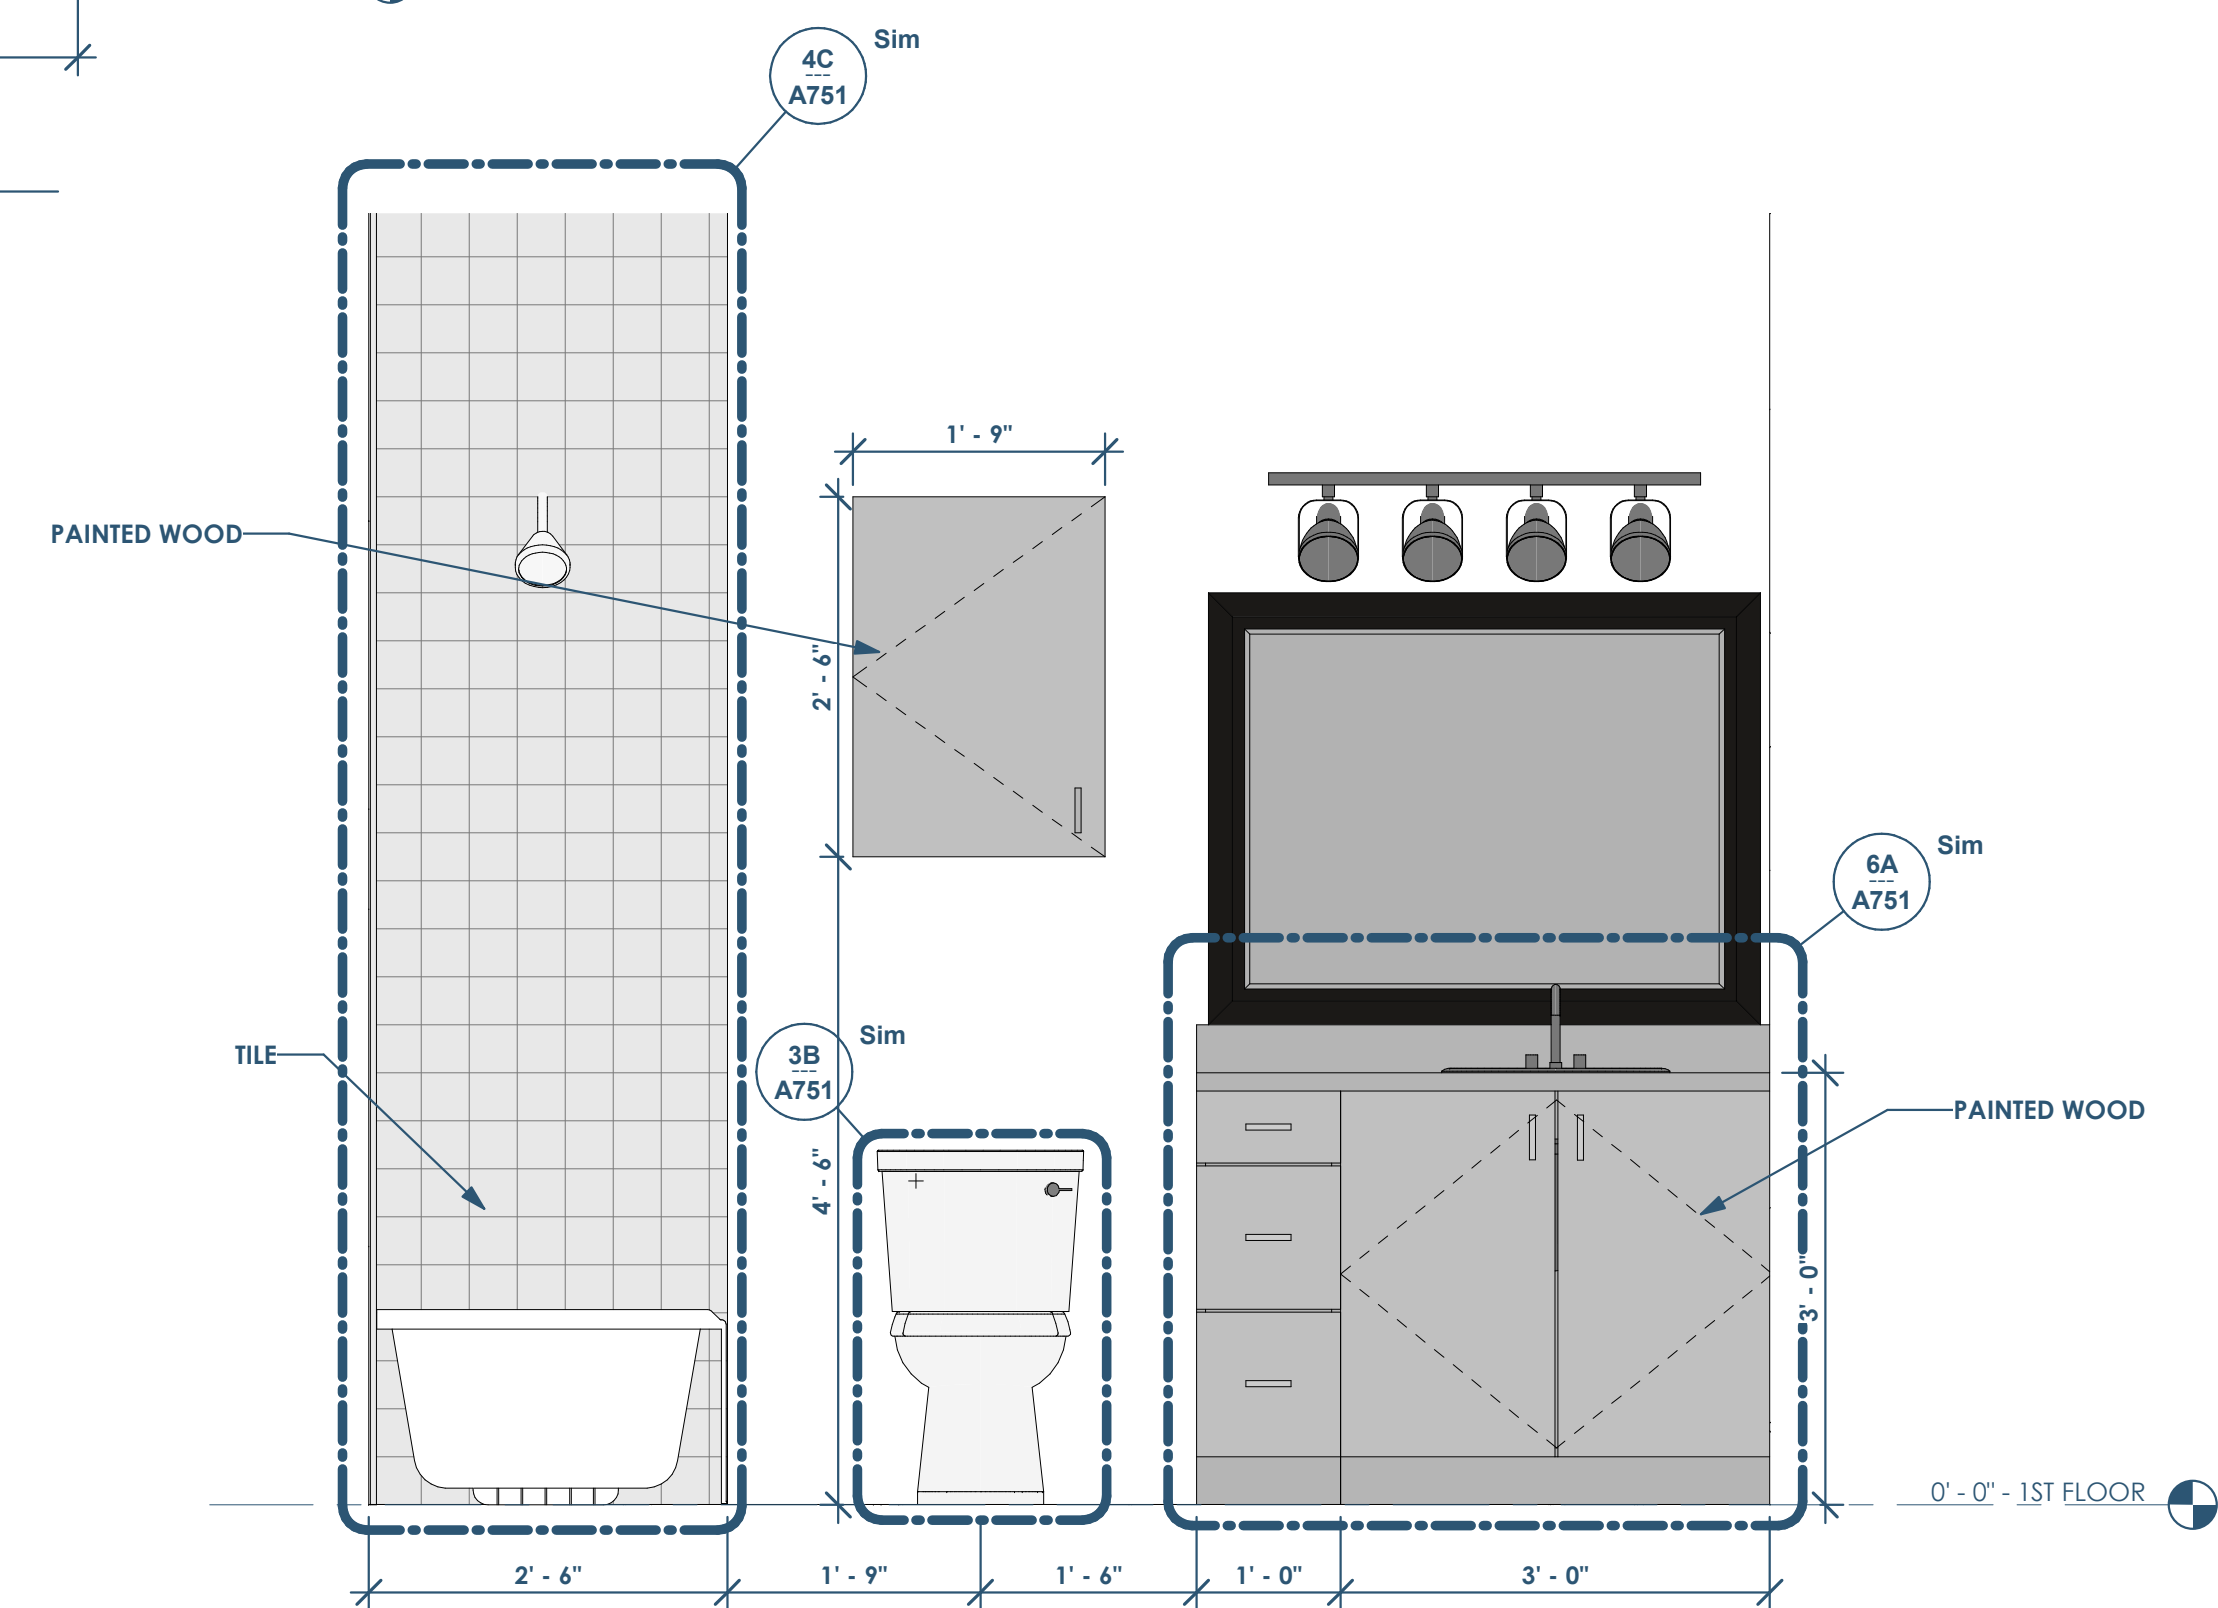 Sim
4C
---
A751
1' - 9"
PAINTED WOOD
2' - 6"
Sim
6A
---
A751
Sim
3B
---
A751
TILE
PAINTED WOOD
4' - 6"
3' - 0"
0' - 0" - 1ST FLOOR
2' - 6"
1' - 9"
1' - 6"
1' - 0"
3' - 0"